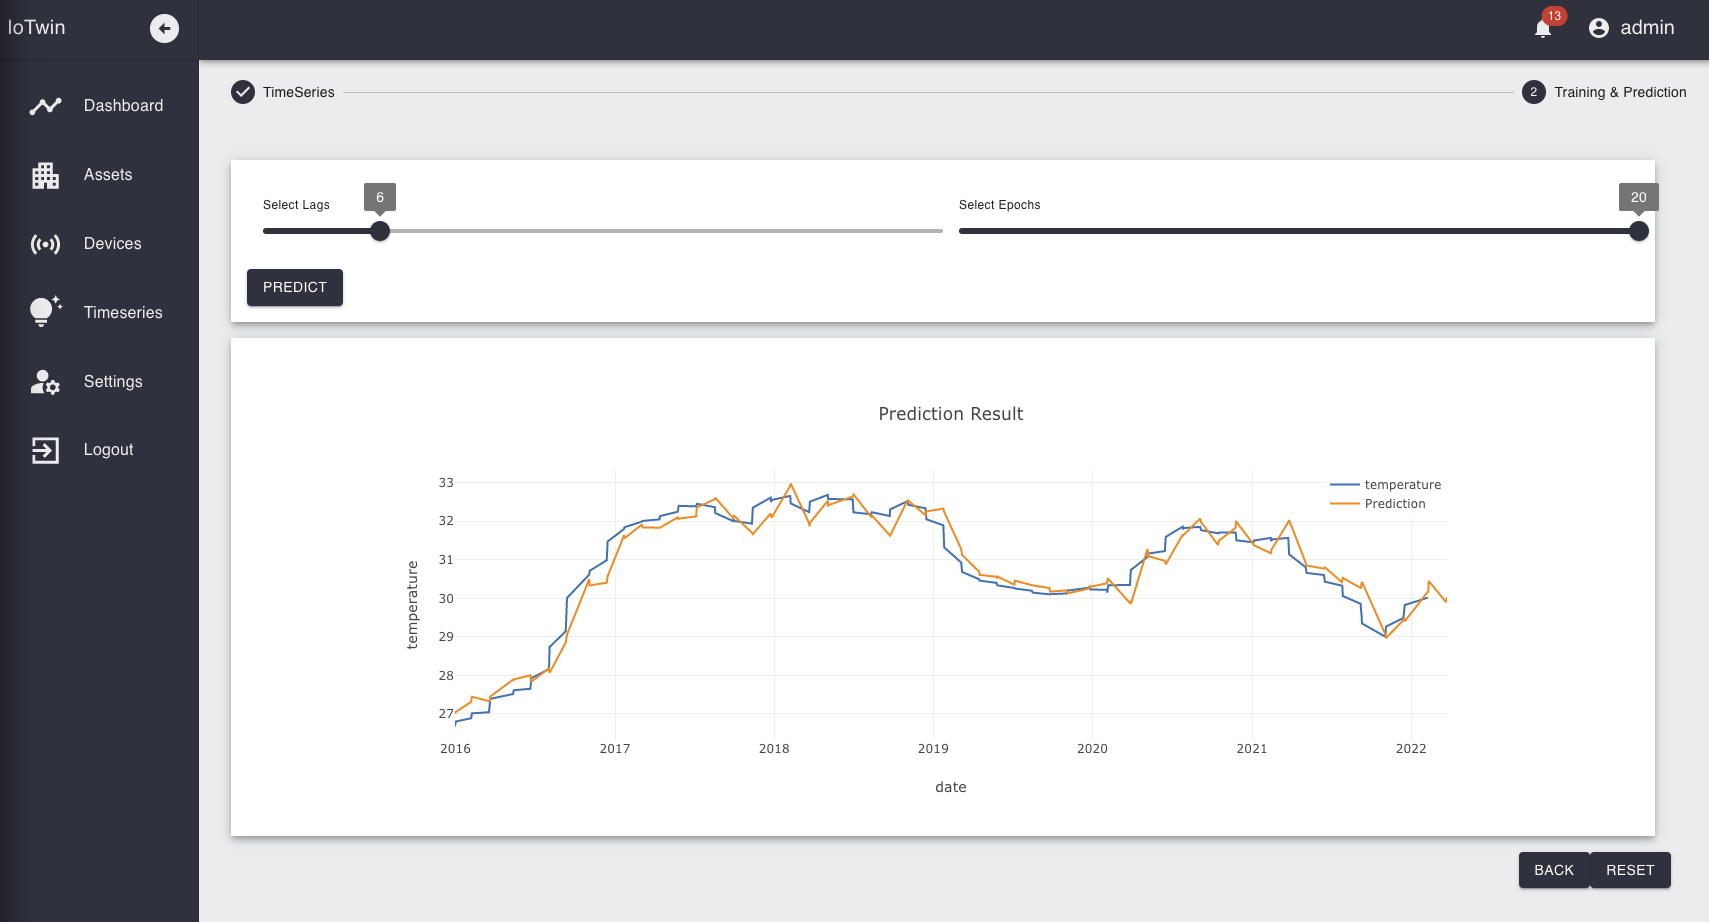 IoTwin
13
admin
Dashboard
Assets
Devices
Timeseries
Settings
Logout
TimeSeries
2 Training & Prediction
Select Lags
6
Select Epochs
20
PREDICT
Prediction Result
temperature
Prediction
33
32
31
30
29
28
27
temperature
2016 2017 2018 2019 2020 2021 2022
date
BACK RESET